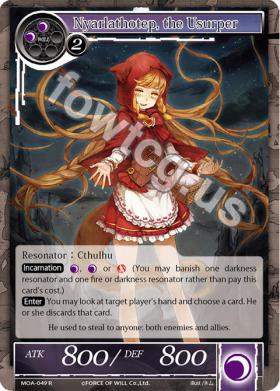 Nyarlathotep, the Usurper
2
fowtcgrus
Resonator : Cthulhu
Incarnation , or (You may banish one darkness
resonator and one fire or darkness resonator rather than pay this
card's cost.)
Enter You may look at target player's hand and choose a card. He or
she discards that card.
He used to steal to anyone: both enemies and allies.
ATK 800/ DEF 800
MOA-049 R ©FORCE OF WILL Co.,Ltd.